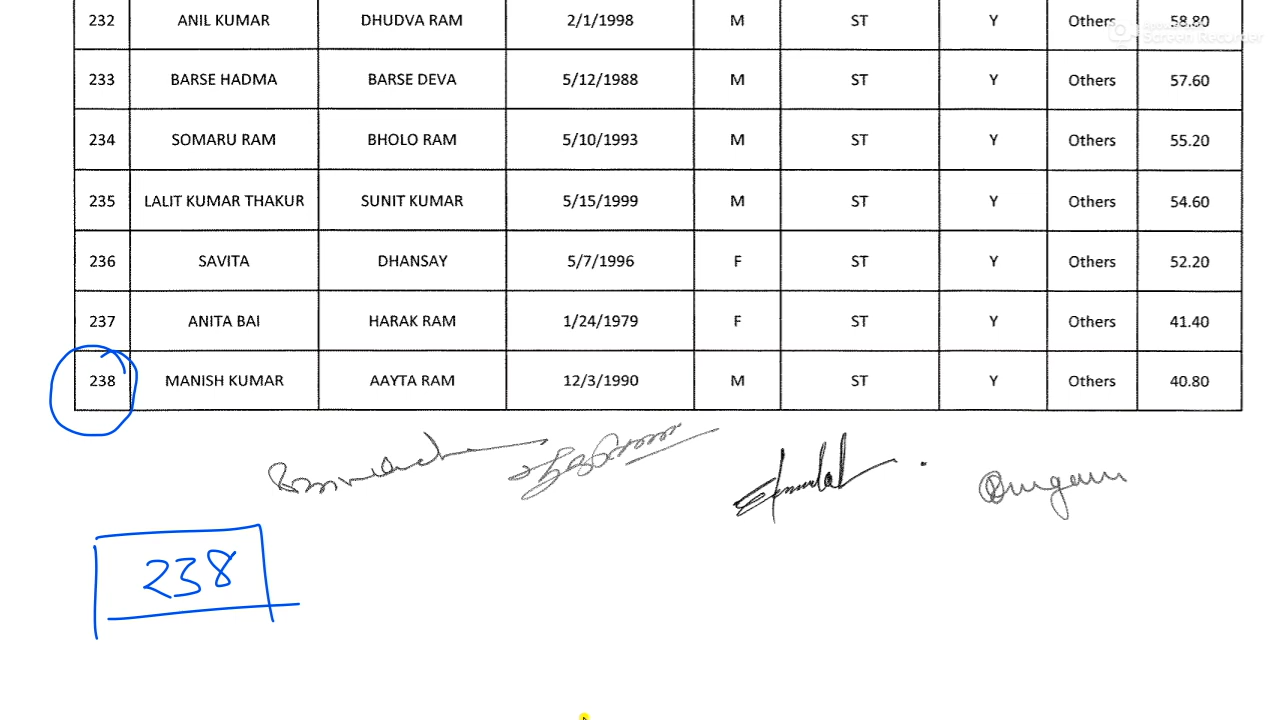 232 ANIL KUMAR DHUDVA RAM 2/1/1998 M ST Y Others 58.80
Screen Recorder
233 BARSE HADMA BARSE DEVA 5/12/1988 M ST Y Others 57.60
234 SOMARU RAM BHOLO RAM 5/10/1993 M ST Y Others 55.20
235 LALIT KUMAR THAKUR SUNIT KUMAR 5/15/1999 M ST Y Others 54.60
236 SAVITA DHANSAY 5/7/1996 F ST Y Others 52.20
237 ANITA BAI HARAK RAM 1/24/1979 F ST Y Others 41.40
238 MANISH KUMAR AAYTA RAM 12/3/1990 M ST Y Others 40.80
238